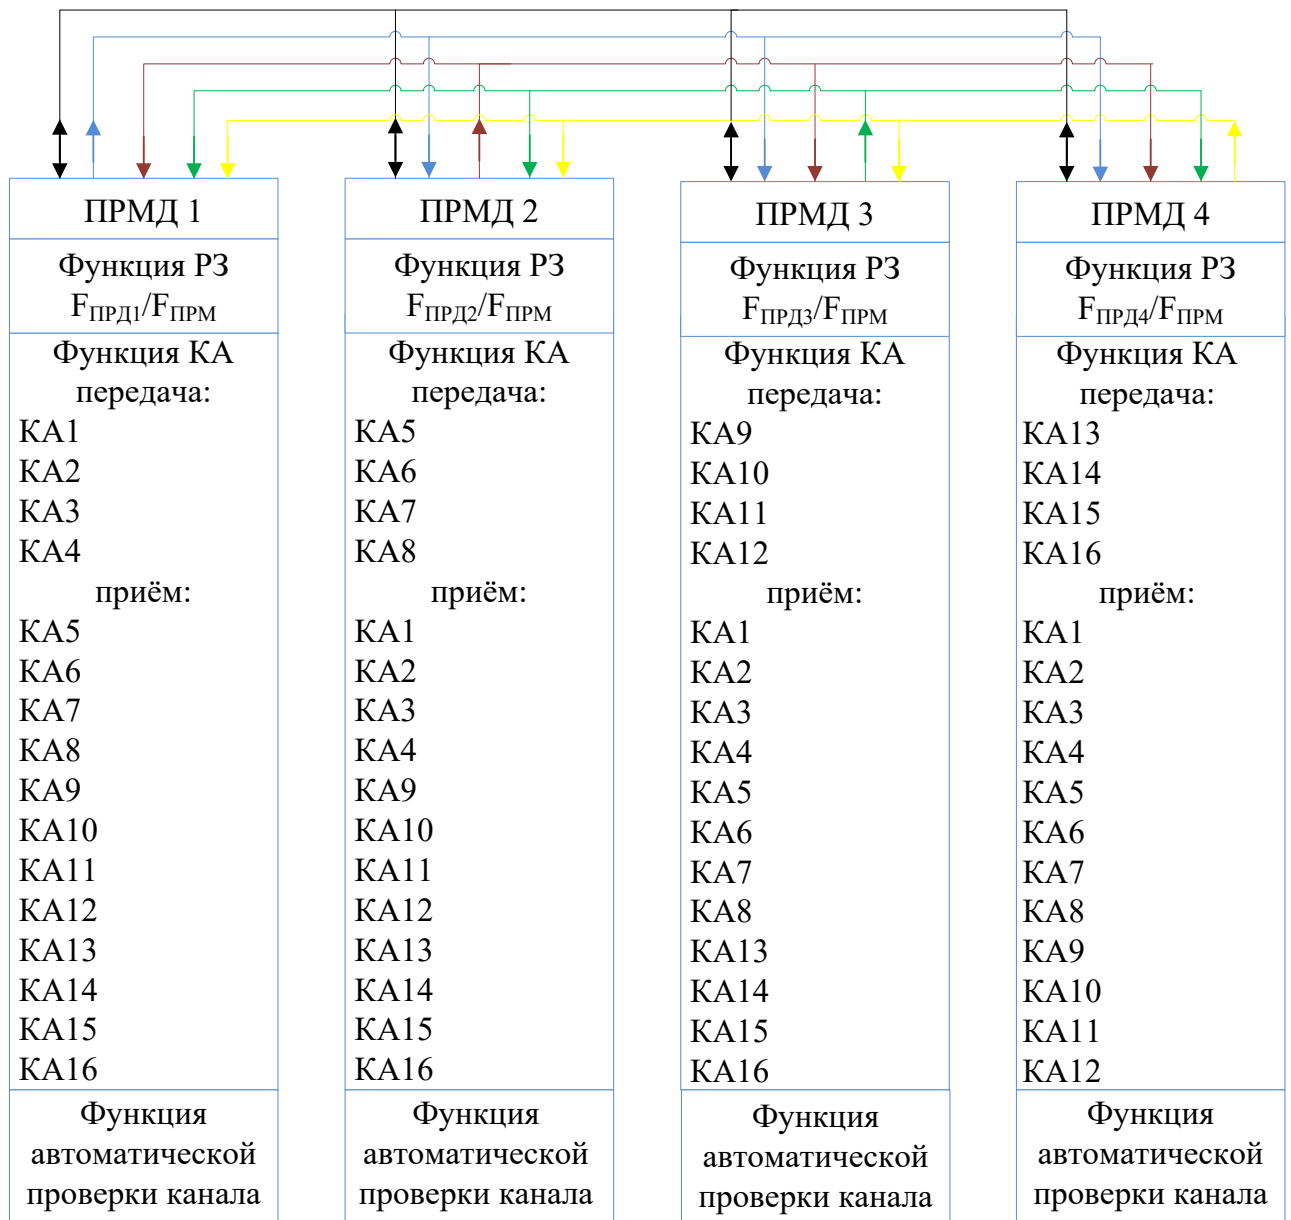 ПРМД 1
Функция РЗ
FПРД1/FПРМ
Функция КА
передача:
КА1
КА2
КА3
КА4
приём:
КА5
КА6
КА7
КА8
КА9
КА10
КА11
КА12
КА13
КА14
КА15
КА16
Функция
автоматической
проверки канала
ПРМД 2
Функция РЗ
FПРД2/FПРМ
Функция КА
передача:
КА5
КА6
КА7
КА8
приём:
КА1
КА2
КА3
КА4
КА9
КА10
КА11
КА12
КА13
КА14
КА15
КА16
Функция
автоматической
проверки канала
ПРМД 3
Функция РЗ
FПРД3/FПРМ
Функция КА
передача:
КА9
КА10
КА11
КА12
приём:
КА1
КА2
КА3
КА4
КА5
КА6
КА7
КА8
КА13
КА14
КА15
КА16
Функция
автоматической
проверки канала
ПРМД 4
Функция РЗ
FПРД4/FПРМ
Функция КА
передача:
КА13
КА14
КА15
КА16
приём:
КА1
КА2
КА3
КА4
КА5
КА6
КА7
КА8
КА9
КА10
КА11
КА12
Функция
автоматической
проверки канала